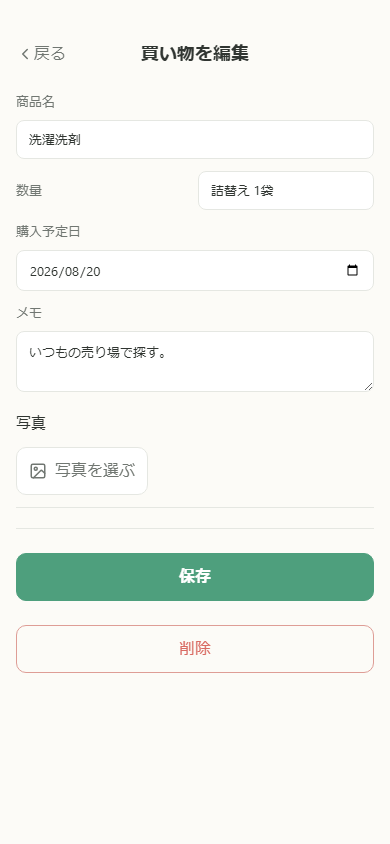 戻る
買い物を編集
商品名
洗濯洗剤
数量
詰替え 1袋
購入予定日
2026/08/20
メモ
いつもの売り場で探す。
写真
写真を選ぶ
保存
削除